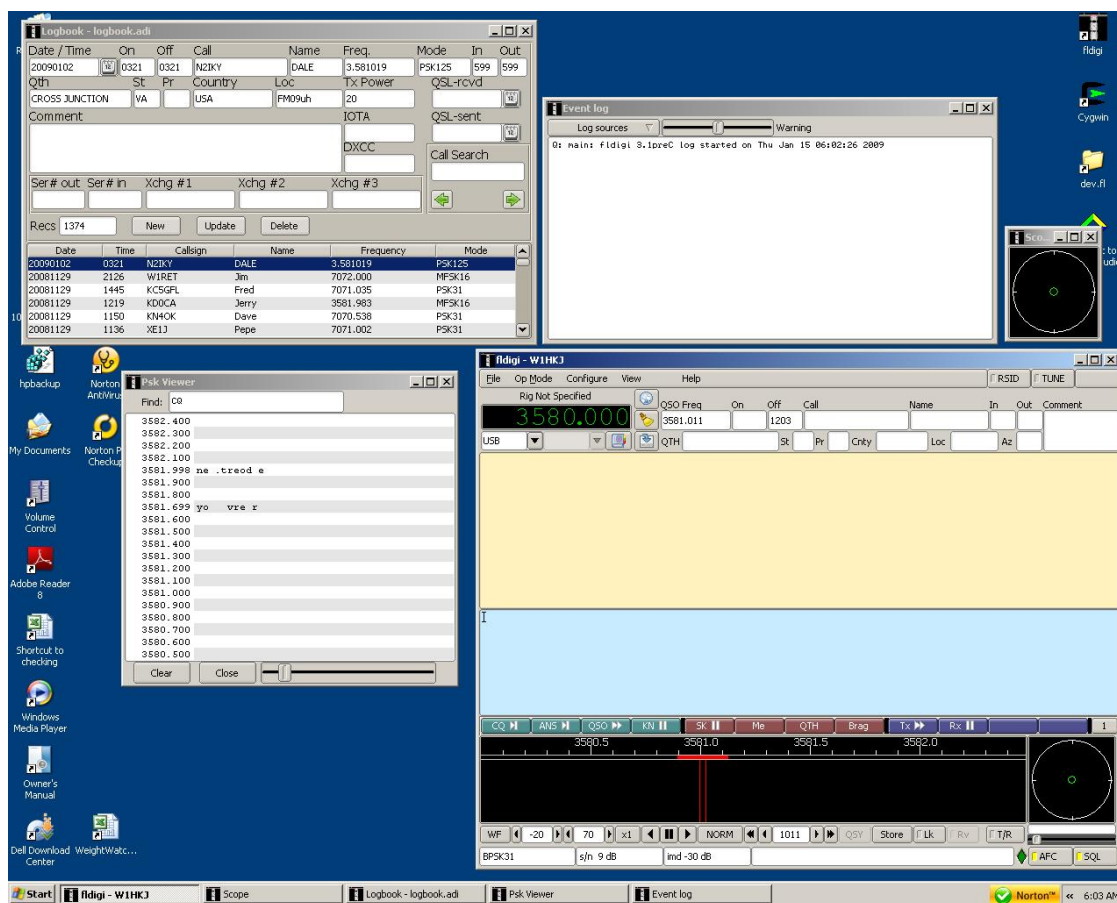 Logbook - logbook.adi
Date / Time On Off Call Name Freq. Mode In Out
20090102 0321 0321 N2IKY DALE 3.581019 PSK125 599 599
Qth St Pr Country Loc Tx Power QSL-rcvd
CROSS JUNCTION VA USA FM09uh 20
Comment IOTA QSL-sent
DXCC Call Search
Ser# out Ser# in Xchg #1 Xchg #2 Xchg #3
Recs 1374 New Update Delete
Date Time Callsign Name Frequency Mode
20090102 0321 N2IKY DALE 3.581019 PSK125
20081129 2126 W1RET Jim 7072.000 MFSK16
20081129 1445 KC5GFL Fred 7071.035 PSK31
20081129 1219 KD0CA Jerry 3581.983 MFSK16
20081129 1150 KN4OK Dave 7070.538 PSK31
20081129 1136 XE1J Pepe 7071.002 PSK31
Event log
Log sources Warning
Q: main: fldigi 3.1preC log started on Thu Jan 15 06:02:26 2009
fldigi
Cygwin
dev.fl
Sco...
hpbackup
Norton
AntiViru
My Documents
Norton P
Checkup
Volume
Control
Adobe Reader
8
Shortcut to
checking
Windows
Media Player
Owner's
Manual
Dell Download
Center
WeightWatc...
Psk Viewer
Find: CQ
3582.400
3582.300
3582.200
3582.100
3581.998 ne .treod e
3581.900
3581.800
3581.699 yo vre r
3581.600
3581.500
3581.400
3581.300
3581.200
3581.100
3581.000
3580.900
3580.800
3580.700
3580.600
3580.500
Clear Close
fldigi - W1HKJ
File Op Mode Configure View Help RSID TUNE
Rig Not Specified
3580.000
QSO Freq On Off Call Name In Out Comment
3581.011 1203
USB QTH St Pr Cnty Loc Az
CQ ANS QSO KN SK Me QTH Brag Tx Rx 1
3580.5 3581.0 3581.5 3582.0
WF -20 70 x1 NORM 1011 QSY Store Lk Rv T/R
BPSK31 s/n 9 dB imd -30 dB AFC SQL
Start fldigi - W1HKJ Scope Logbook - logbook.adi Psk Viewer Event log Norton™ « 6:03 AM